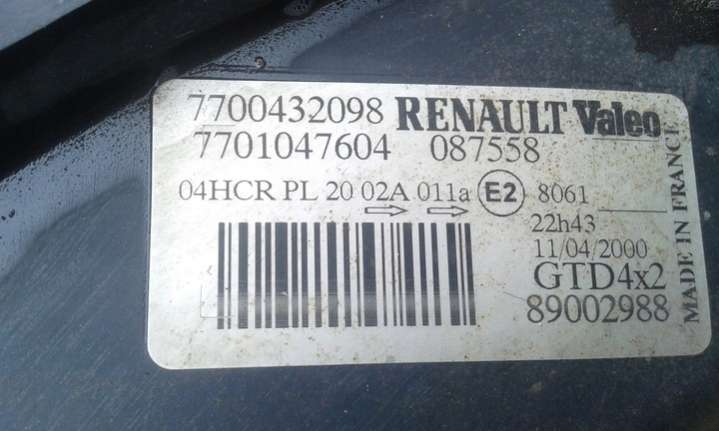 7700432098 RENAULT Valeo
7701047604 087558
04HCR PL 20 02A 011a E2 8061
22h43
11/04/2000
GTD4x2
89002988
MADE IN FRANCE